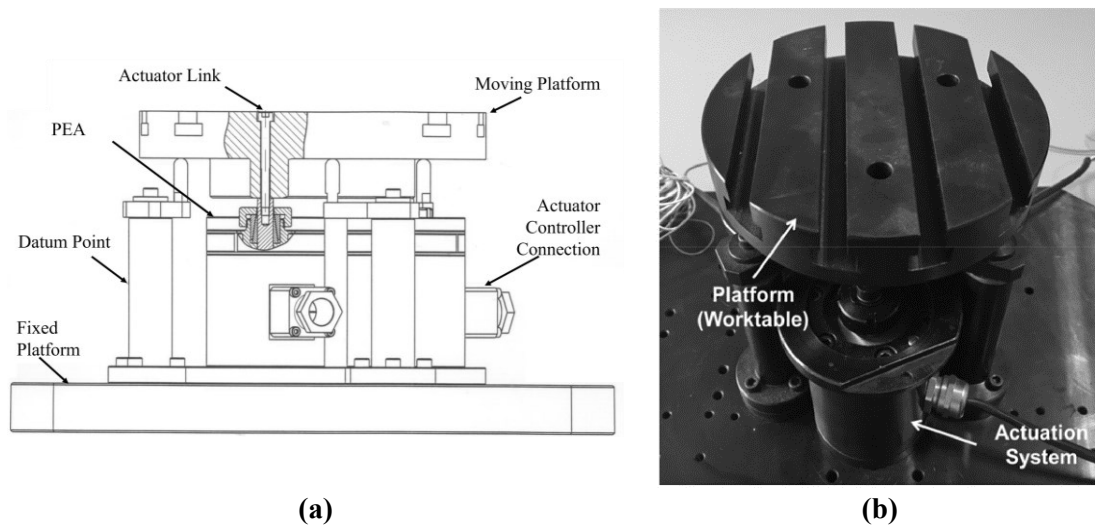 Actuator Link
Moving Platform
PEA
Actuator
Controller
Connection
Datum Point
Fixed
Platform
Platform
(Worktable)
Actuation
System
(a)
(b)